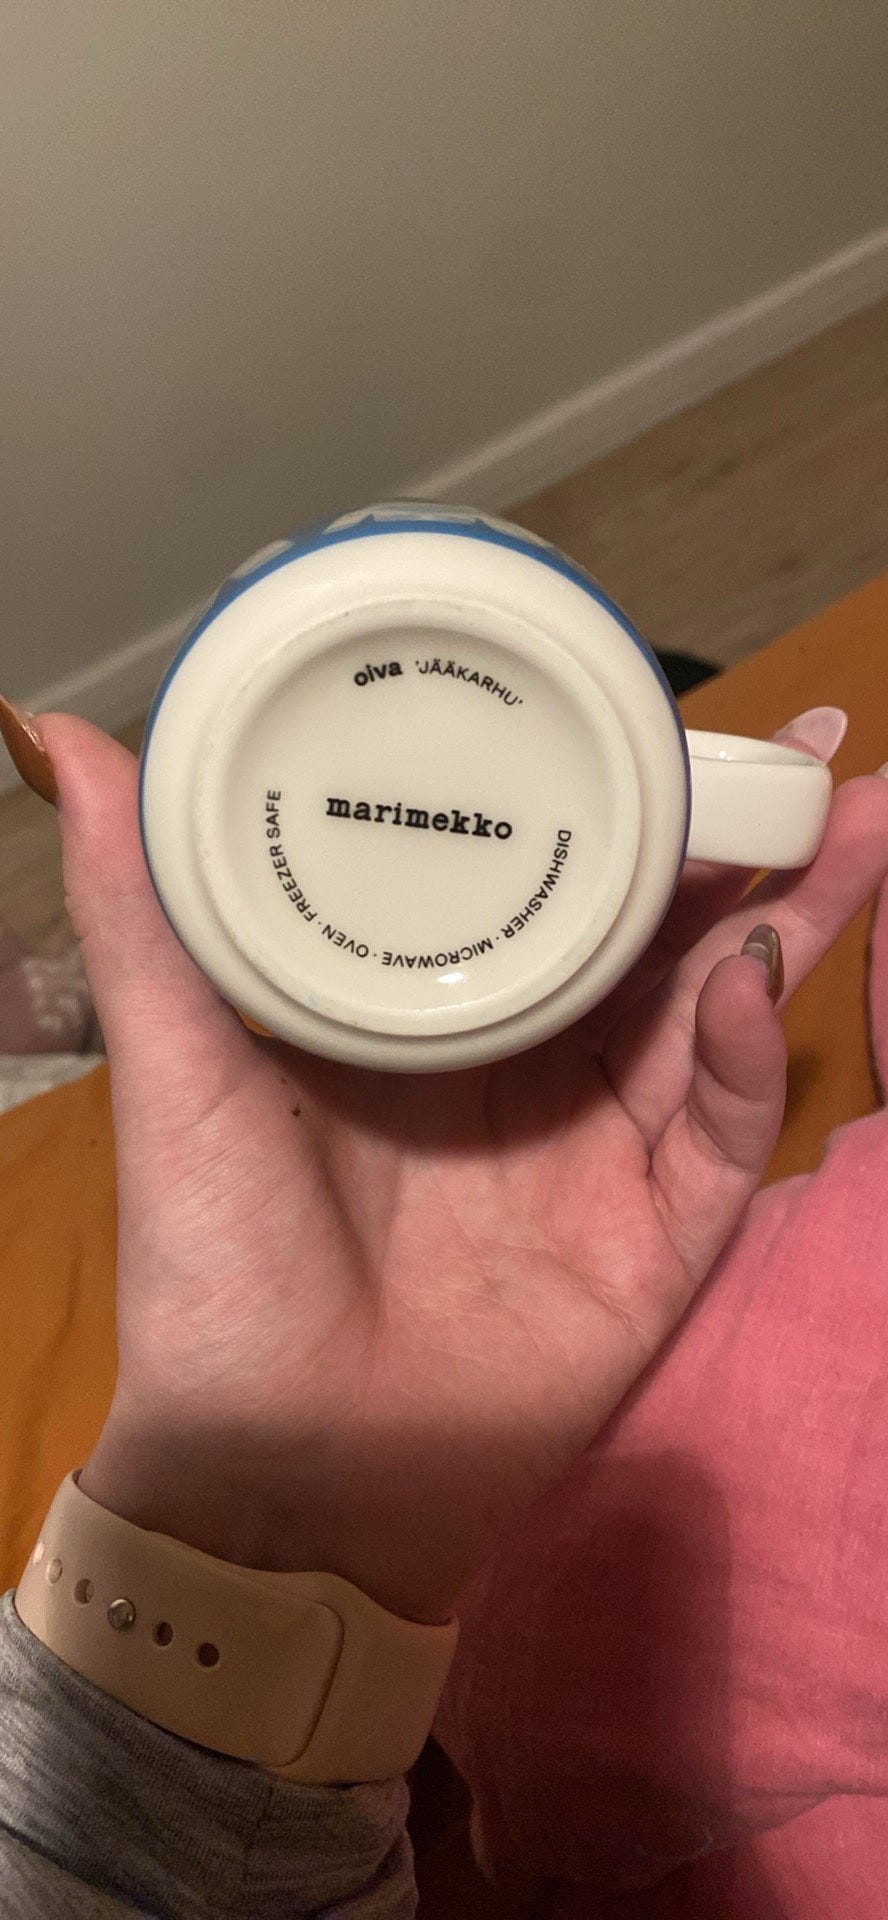 oiva 'JÄÄKARHU'
marimekko
DISHWASHER · MICROWAVE · OVEN · FREEZER SAFE